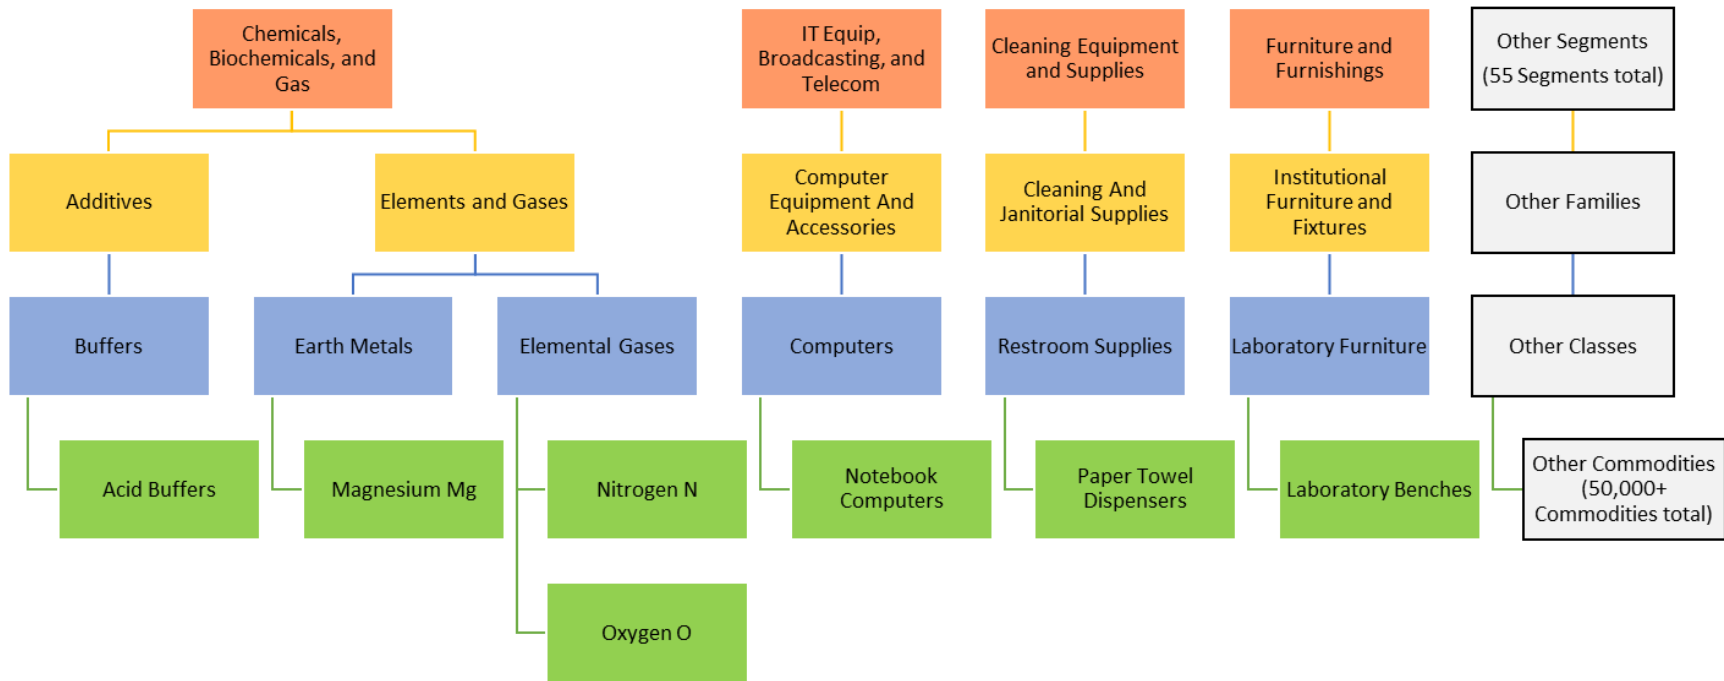 Chemicals,
Biochemicals, and
Gas
IT Equip,
Broadcasting, and
Telecom
Cleaning Equipment
and Supplies
Furniture and
Furnishings
Other Segments
(55 Segments total)
Additives
Elements and Gases
Computer
Equipment And
Accessories
Cleaning And
Janitorial Supplies
Institutional
Furniture and
Fixtures
Other Families
Buffers
Earth Metals
Elemental Gases
Computers
Restroom Supplies
Laboratory Furniture
Other Classes
Acid Buffers
Magnesium Mg
Nitrogen N
Notebook
Computers
Paper Towel
Dispensers
Laboratory Benches
Other Commodities
(50,000+
Commodities total)
Oxygen O